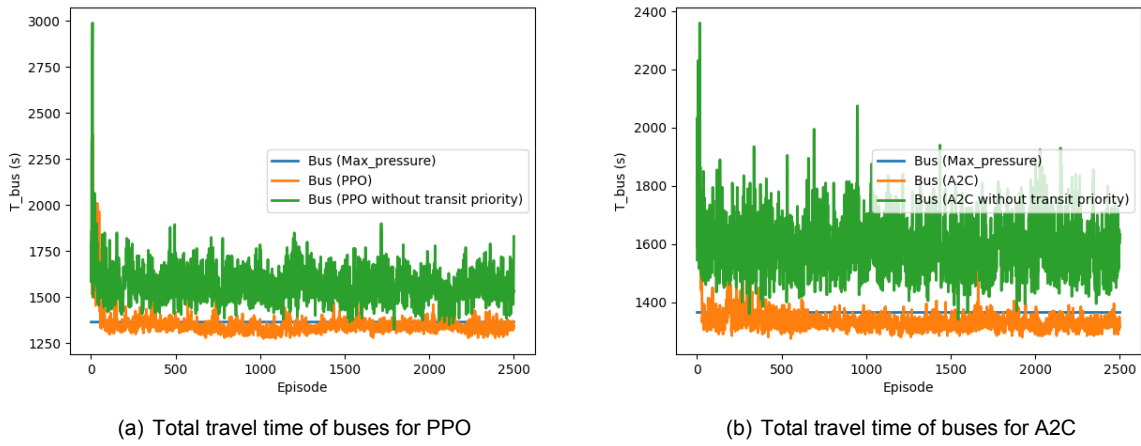 3000
2750
2500
2250
2000
1750
1500
1250
T_bus (s)
Bus (Max_pressure)
Bus (PPO)
Bus (PPO without transit priority)
0
500
1000
1500
2000
2500
Episode
(a) Total travel time of buses for PPO
2400
2200
2000
1800
1600
1400
T_bus (s)
Bus (Max_pressure)
Bus (A2C)
Bus (A2C without transit priority)
0
500
1000
1500
2000
2500
Episode
(b) Total travel time of buses for A2C